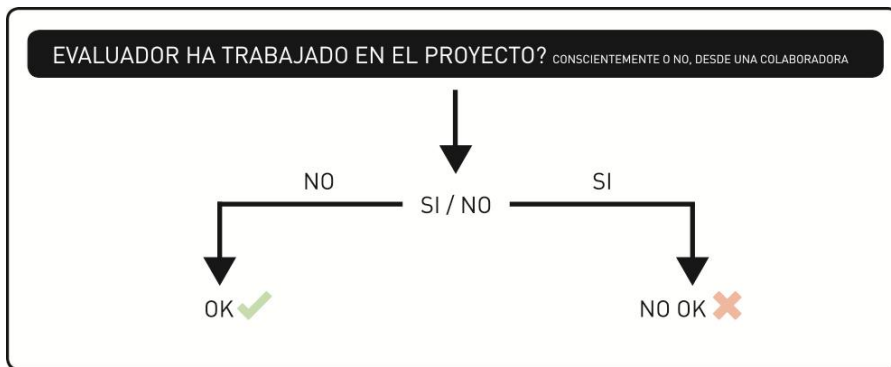 EVALUADOR HA TRABAJADO EN EL PROYECTO? CONSCIENTEMENTE O NO, DESDE UNA COLABORADORA
NO
SI
SI / NO
OK
NO OK